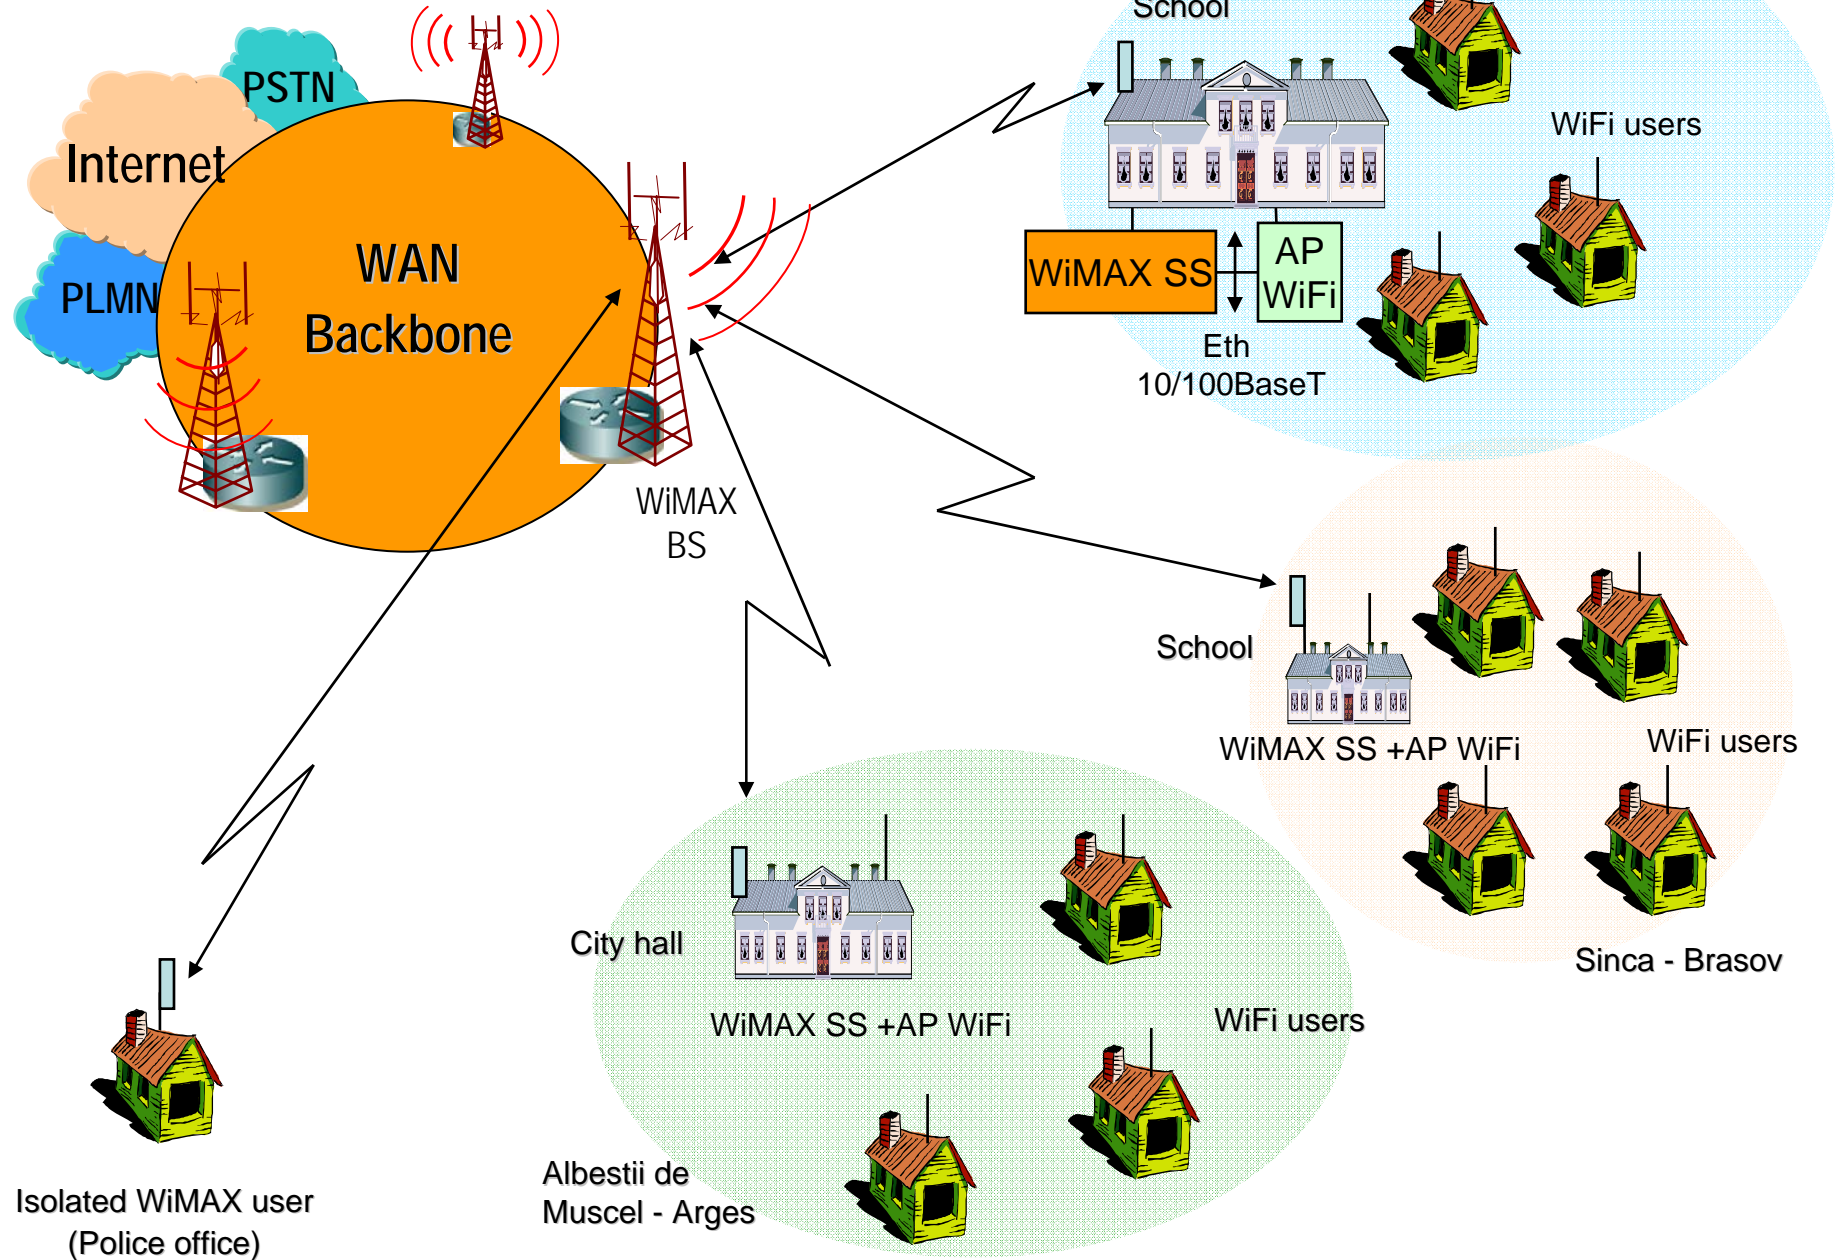 School
PSTN
Internet
WiFi users
WAN
Backbone
PLMN
WiMAX SS
AP
WiFi
Eth
10/100BaseT
WiMAX
BS
School
WiMAX SS +AP WiFi
WiFi users
City hall
Sinca - Brasov
WiMAX SS +AP WiFi
WiFi users
Albestii de
Muscel - Arges
Isolated WiMAX user
(Police office)